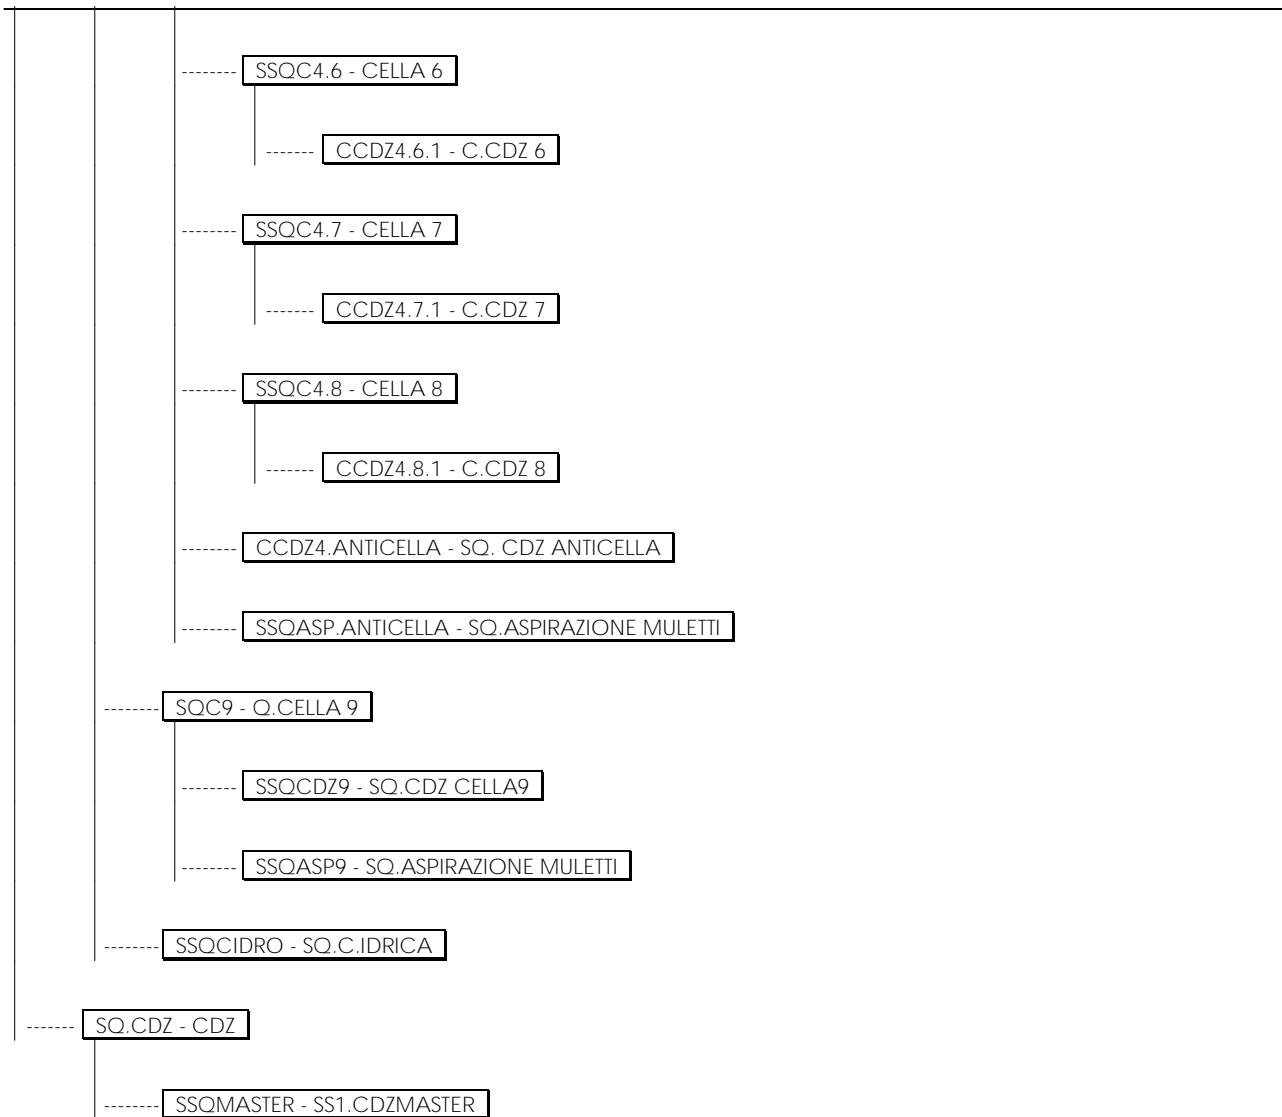 SSQC4.6 - CELLA 6
CCDZ4.6.1 - C.CDZ 6
SSQC4.7 - CELLA 7
CCDZ4.7.1 - C.CDZ 7
SSQC4.8 - CELLA 8
CCDZ4.8.1 - C.CDZ 8
CCDZ4.ANTICELLA - SQ. CDZ ANTICELLA
SSQASP.ANTICELLA - SQ.ASPIRAZIONE MULETTI
SQC9 - Q.CELLA 9
SSQCDZ9 - SQ.CDZ CELLA9
SSQASP9 - SQ.ASPIRAZIONE MULETTI
SSQCIDRO - SQ.C.IDRICA
SQ.CDZ - CDZ
SSQMASTER - SS1.CDZMASTER